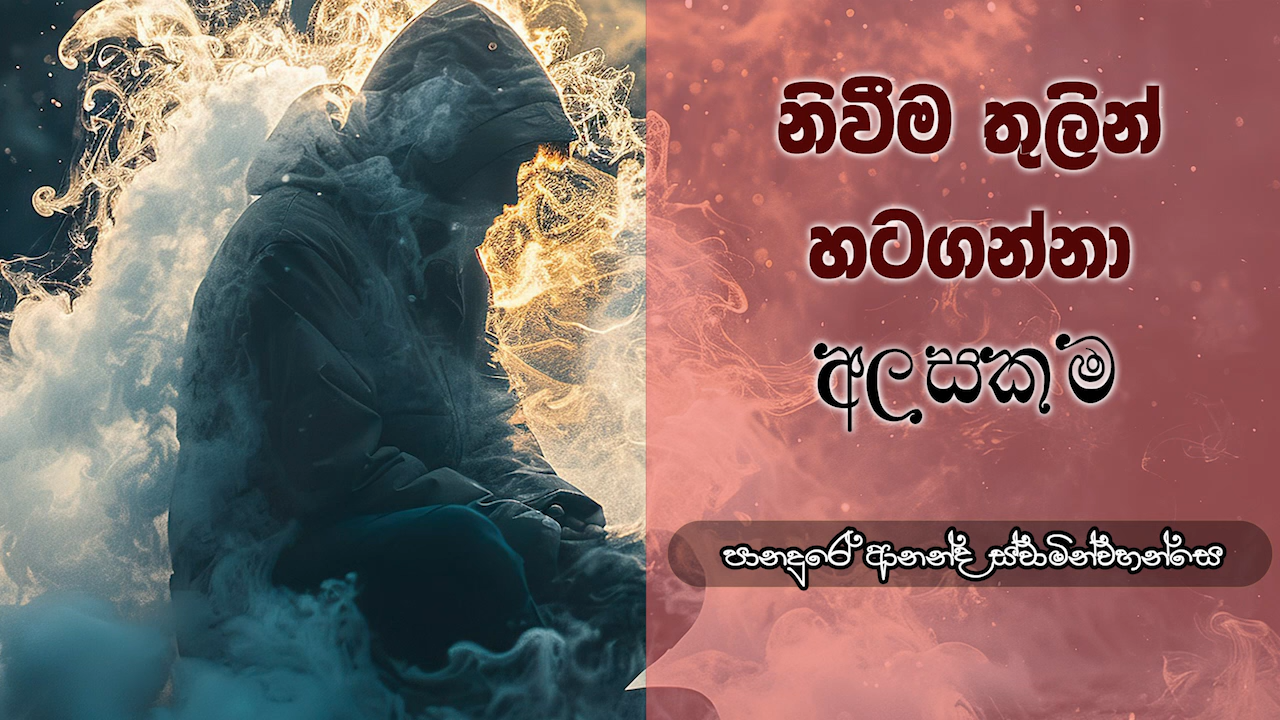 නිවීම තුලින්
හටගන්නා
අලසකම
පානදුරේ ආනන්ද ස්වාමින්වහන්සෙ